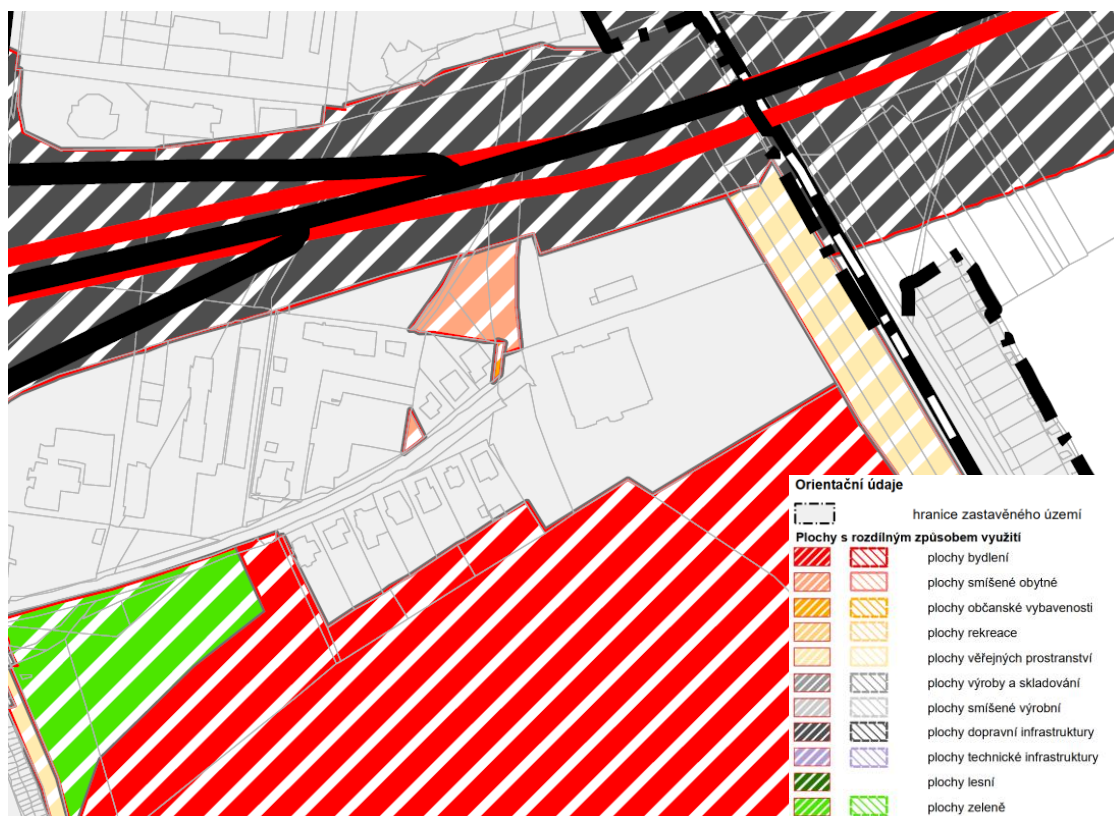 Orientační údaje
hranice zastavěného území
Plochy s rozdílným způsobem využití
plochy bydlení
plochy smíšené obytné
plochy občanské vybavenosti
plochy rekreace
plochy věřejných prostranství
plochy výroby a skladování
plochy smíšené výrobní
plochy dopravní infrastruktury
plochy technické infrastruktury
plochy lesní
plochy zeleně